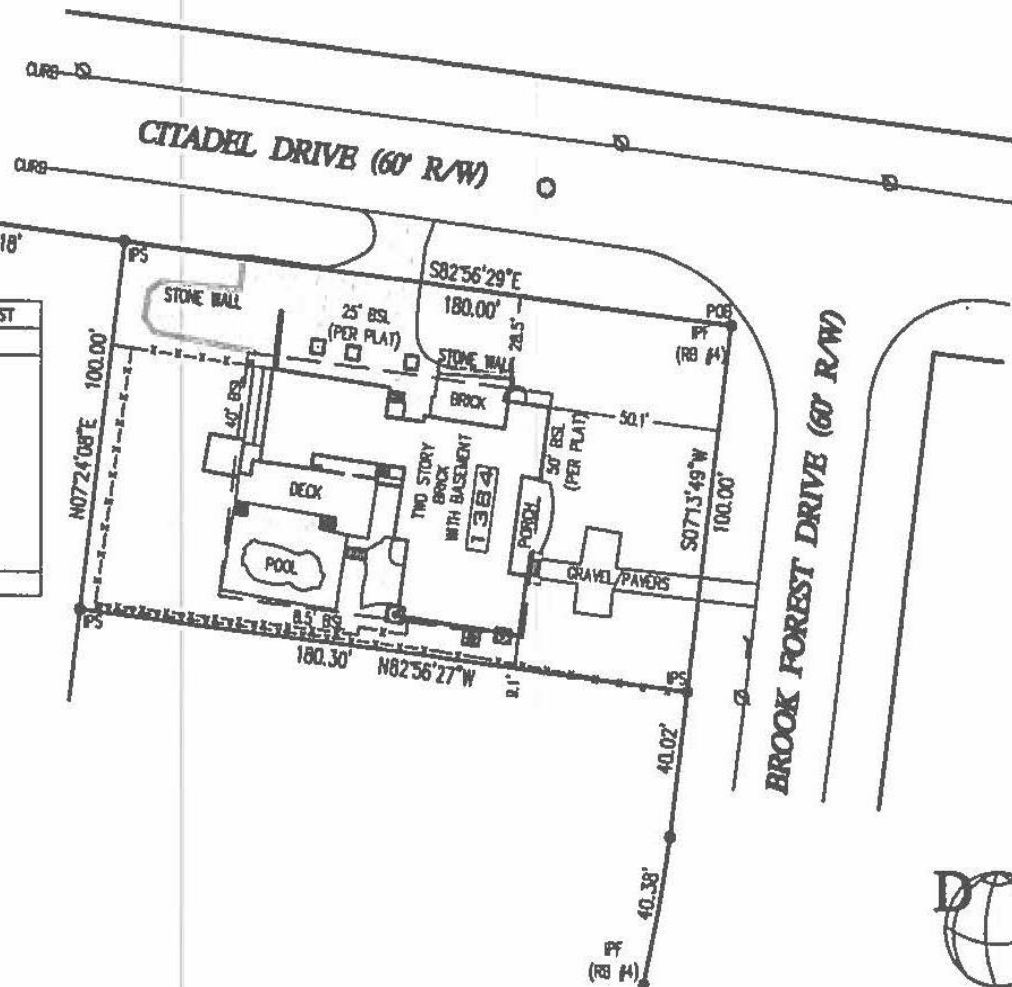 CURB
CITADEL DRIVE (60' R/W)
CURB
18'
IPS
S82°56'29"E
180.00'
POB
IPF
(RB #4)
ST
STONE WALL
25' BSL
(PER PLAT)
28.5'
STONE WALL
BRICK
50.1'
N07°24'08"E
100.00'
40' BSL
50' BSL
(PER PLAT)
TWO STORY
BRICK
WITH BASEMENT
1384
DECK
PORCH
POOL
GRAVEL/PAVERS
S07°13'49"W
100.00'
BROOK FOREST DRIVE (60' R/W)
IPS
8.5' BSL
180.30'
N82°56'27"W
9.1'
IPS
40.02'
40.38'
IPF
(RB #4)
D